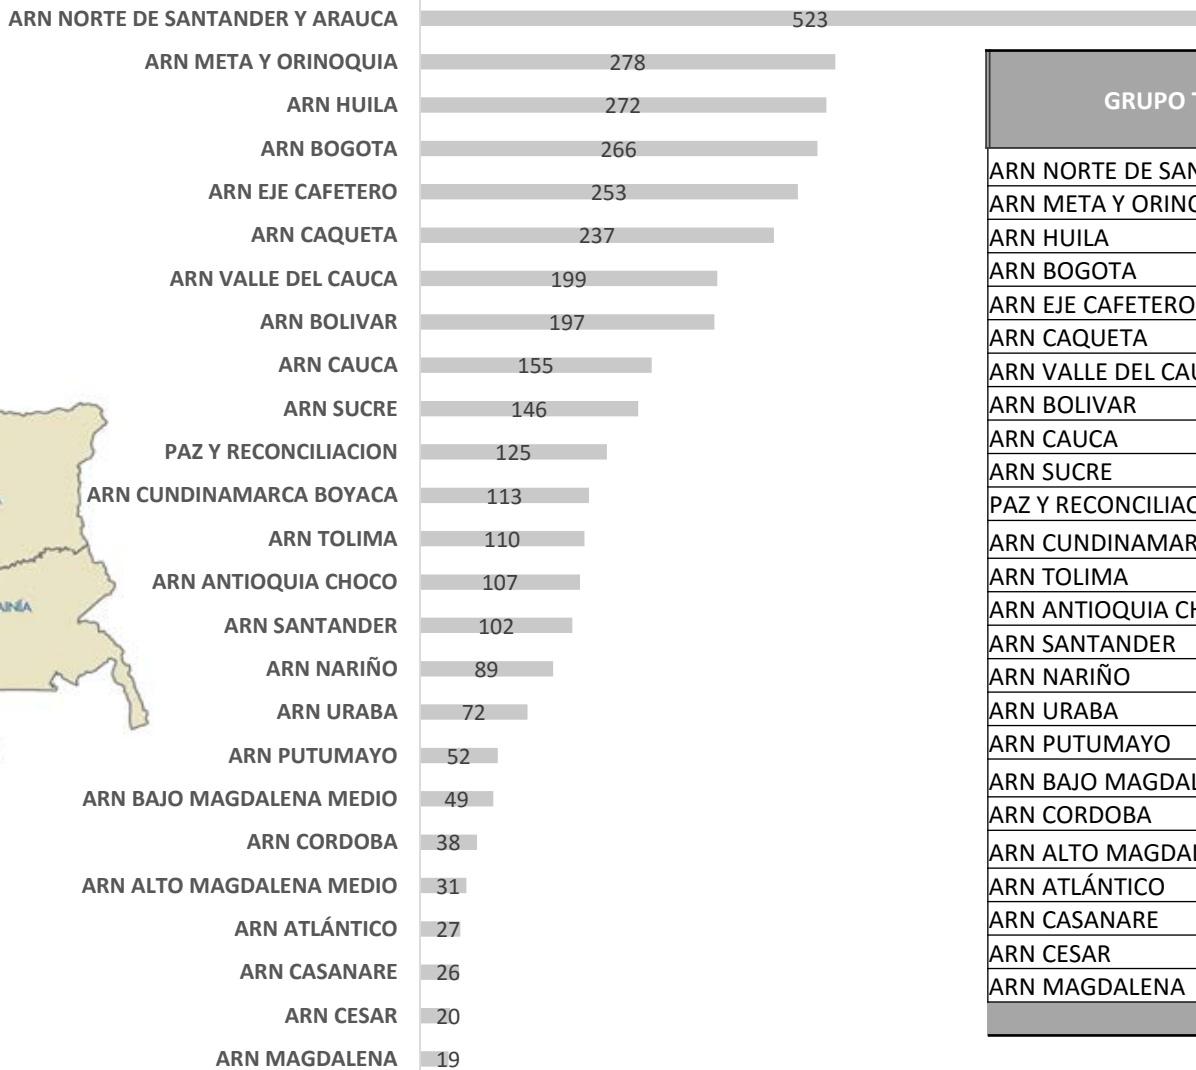 ARN NORTE DE SANTANDER Y ARAUCA 523
ARN META Y ORINOQUIA 278
ARN HUILA 272
ARN BOGOTA 266
ARN EJE CAFETERO 253
ARN CAQUETA 237
ARN VALLE DEL CAUCA 199
ARN BOLIVAR 197
ARN CAUCA 155
ARN SUCRE 146
PAZ Y RECONCILIACION 125
ARN CUNDINAMARCA BOYACA 113
ARN TOLIMA 110
ARN ANTIOQUIA CHOCO 107
ARN SANTANDER 102
ARN NARIÑO 89
ARN URABA 72
ARN PUTUMAYO 52
ARN BAJO MAGDALENA MEDIO 49
ARN CORDOBA 38
ARN ALTO MAGDALENA MEDIO 31
ARN ATLÁNTICO 27
ARN CASANARE 26
ARN CESAR 20
ARN MAGDALENA 19
GRUPO
ARN NORTE DE SAN
ARN META Y ORINO
ARN HUILA
ARN BOGOTA
ARN EJE CAFETERO
ARN CAQUETA
ARN VALLE DEL CAU
ARN BOLIVAR
ARN CAUCA
ARN SUCRE
PAZ Y RECONCILIAC
ARN CUNDINAMAR
ARN TOLIMA
ARN ANTIOQUIA CH
ARN SANTANDER
ARN NARIÑO
ARN URABA
ARN PUTUMAYO
ARN BAJO MAGDAL
ARN CORDOBA
ARN ALTO MAGDAL
ARN ATLÁNTICO
ARN CASANARE
ARN CESAR
ARN MAGDALENA